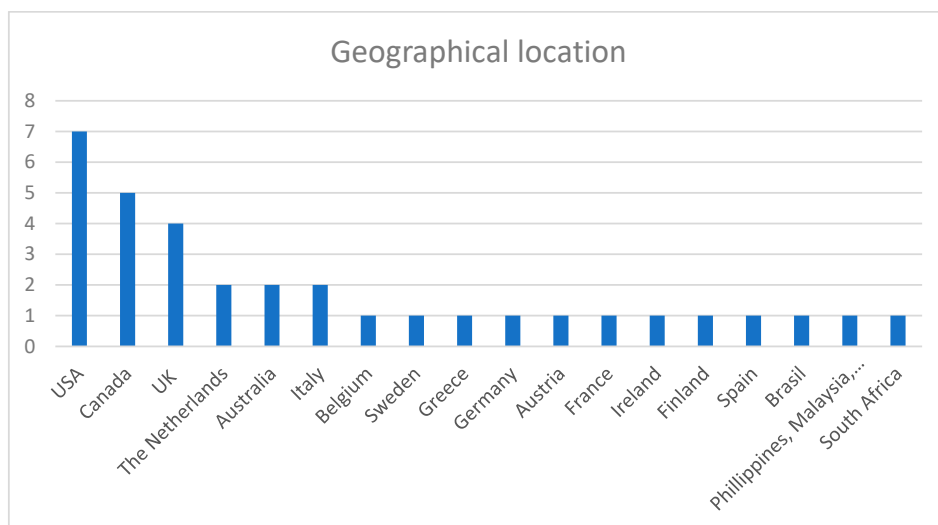 Geographical location
8
7
6
5
4
3
2
1
0
USA
Canada
UK
The Netherlands
Australia
Italy
Belgium
Sweden
Greece
Germany
Austria
France
Ireland
Finland
Spain
Brasil
Phillippines, Malaysia,...
South Africa